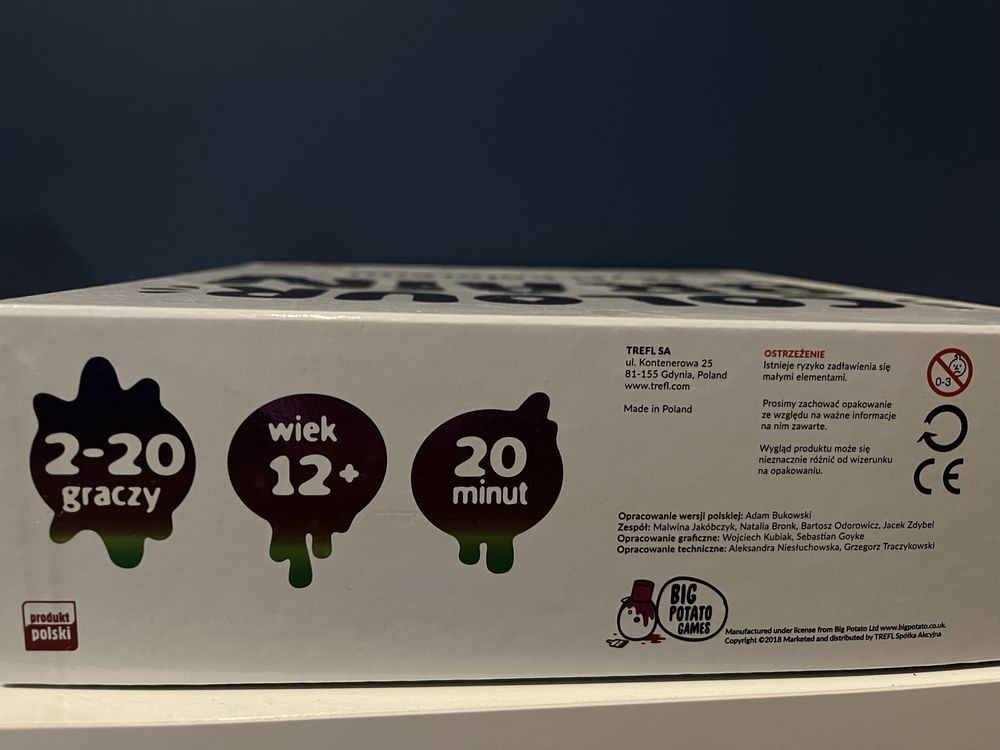 COLOUR
2-20
graczy
wiek
12+
20
minut
produkt
polski
TREFL SA
ul. Kontenerowa 25
81-155 Gdynia, Poland
www.trefl.com
Made in Poland
OSTRZEŻENIE
Istnieje ryzyko zadławienia się
małymi elementami.
Prosimy zachować opakowanie
ze względu na ważne informacje
na nim zawarte.
Wygląd produktu może się
nieznacznie różnić od wizerunku
na opakowaniu.
0-3
CE
Opracowanie wersji polskiej: Adam Bukowski
Zespół: Malwina Jakóbczyk, Natalia Bronk, Bartosz Odorowicz, Jacek Zdybel
Opracowanie graficzne: Wojciech Kubiak, Sebastian Goyke
Opracowanie techniczne: Aleksandra Niesłuchowska, Grzegorz Traczykowski
BIG
POTATO
GAMES
Manufactured under license from Big Potato Ltd www.bigpotato.co.uk.
Copyright ©2018 Marketed and distributed by TREFL Spółka Akcyjna